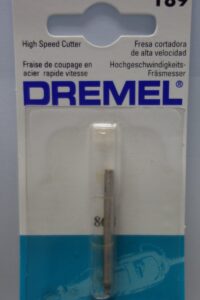 189
High Speed Cutter
Fresa cortadora
de alta velocidad
Fraise de coupage en
acier rapide vitesse
Hochgeschwindigkeits-
Fräsmesser
DREMEL®